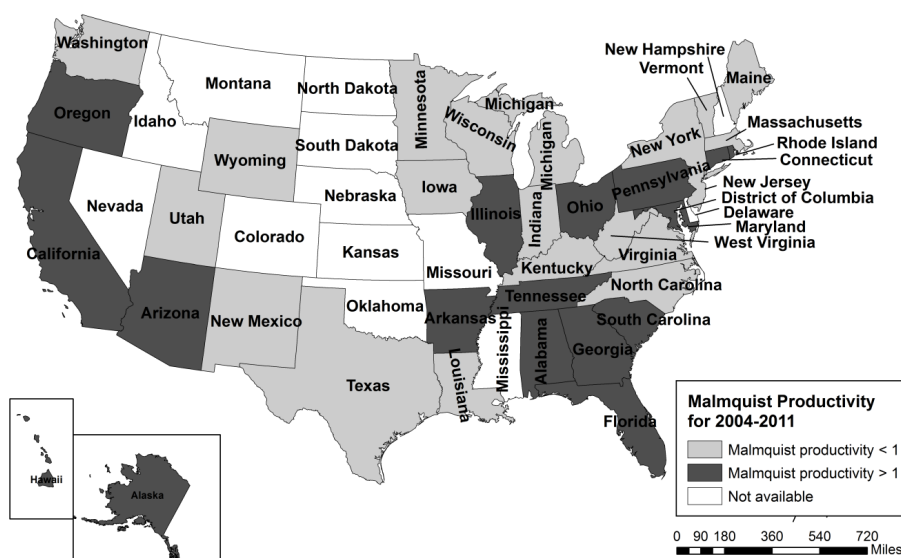 Washington
Montana
North Dakota
Minnesota
Michigan
New Hampshire
Vermont
Maine
Oregon
Idaho
Wisconsin
Massachusetts
South Dakota
Michigan
New York
Rhode Island
Connecticut
Wyoming
Pennsylvania
Iowa
Nebraska
New Jersey
District of Columbia
Delaware
Maryland
West Virginia
Nevada
Utah
Illinois
Indiana
Ohio
Colorado
Kansas
Missouri
Virginia
California
Kentucky
North Carolina
Oklahoma
Tennessee
Arizona
New Mexico
Arkansas
South Carolina
Mississippi
Alabama
Georgia
Texas
Louisiana
Florida
Hawaii
Alaska
Malmquist Productivity
for 2004-2011
Malmquist productivity < 1
Malmquist productivity > 1
Not available
0 90 180 360 540 720
Miles